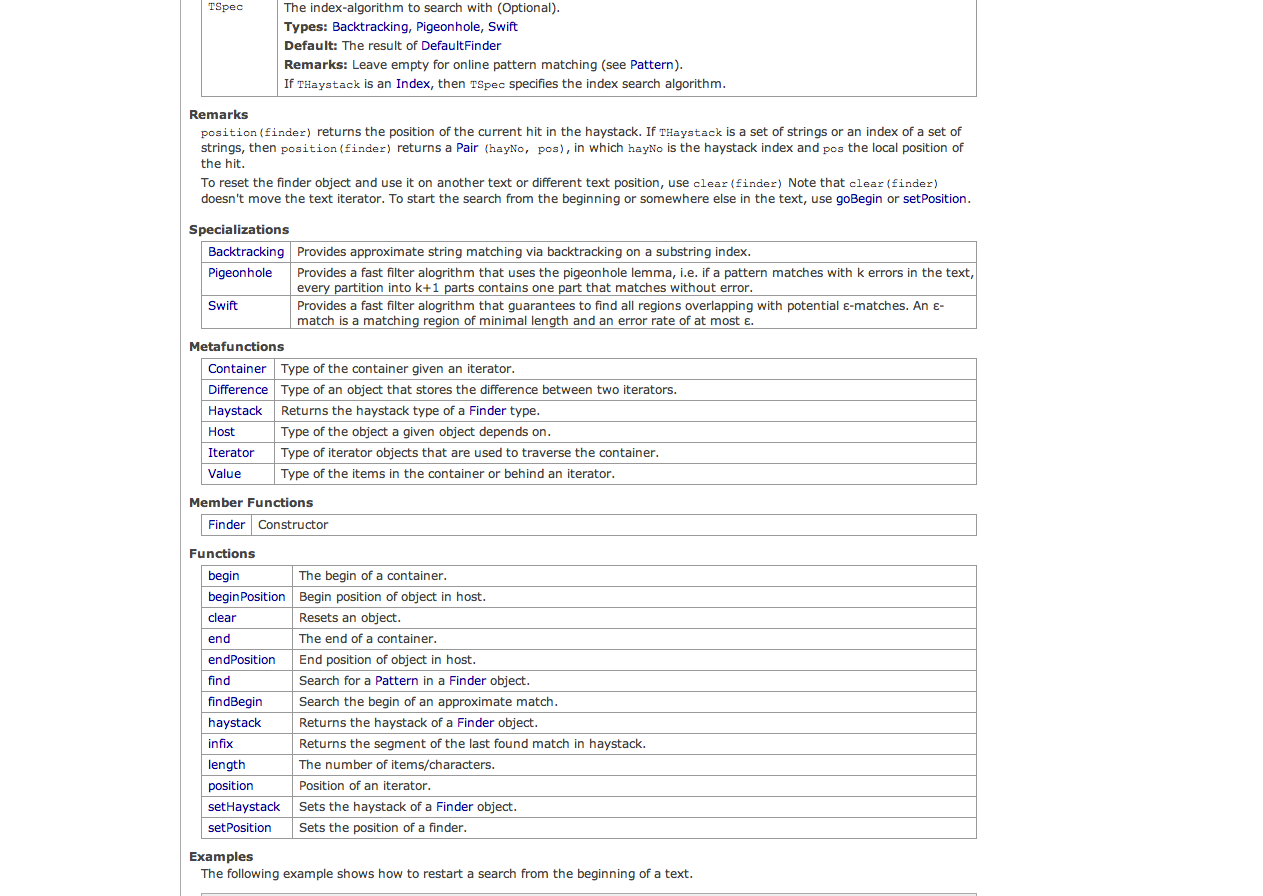 TSpec The index-algorithm to search with (Optional).
Types: Backtracking, Pigeonhole, Swift
Default: The result of DefaultFinder
Remarks: Leave empty for online pattern matching (see Pattern).
If THaystack is an Index, then TSpec specifies the index search algorithm.
Remarks
position(finder) returns the position of the current hit in the haystack. If THaystack is a set of strings or an index of a set of
strings, then position(finder) returns a Pair (hayNo, pos), in which hayNo is the haystack index and pos the local position of
the hit.
To reset the finder object and use it on another text or different text position, use clear(finder) Note that clear(finder)
doesn't move the text iterator. To start the search from the beginning or somewhere else in the text, use goBegin or setPosition.
Specializations
Backtracking Provides approximate string matching via backtracking on a substring index.
Pigeonhole Provides a fast filter alogrithm that uses the pigeonhole lemma, i.e. if a pattern matches with k errors in the text,
every partition into k+1 parts contains one part that matches without error.
Swift Provides a fast filter alogrithm that guarantees to find all regions overlapping with potential ε-matches. An ε-
match is a matching region of minimal length and an error rate of at most ε.
Metafunctions
Container Type of the container given an iterator.
Difference Type of an object that stores the difference between two iterators.
Haystack Returns the haystack type of a Finder type.
Host Type of the object a given object depends on.
Iterator Type of iterator objects that are used to traverse the container.
Value Type of the items in the container or behind an iterator.
Member Functions
Finder Constructor
Functions
begin The begin of a container.
beginPosition Begin position of object in host.
clear Resets an object.
end The end of a container.
endPosition End position of object in host.
find Search for a Pattern in a Finder object.
findBegin Search the begin of an approximate match.
haystack Returns the haystack of a Finder object.
infix Returns the segment of the last found match in haystack.
length The number of items/characters.
position Position of an iterator.
setHaystack Sets the haystack of a Finder object.
setPosition Sets the position of a finder.
Examples
The following example shows how to restart a search from the beginning of a text.